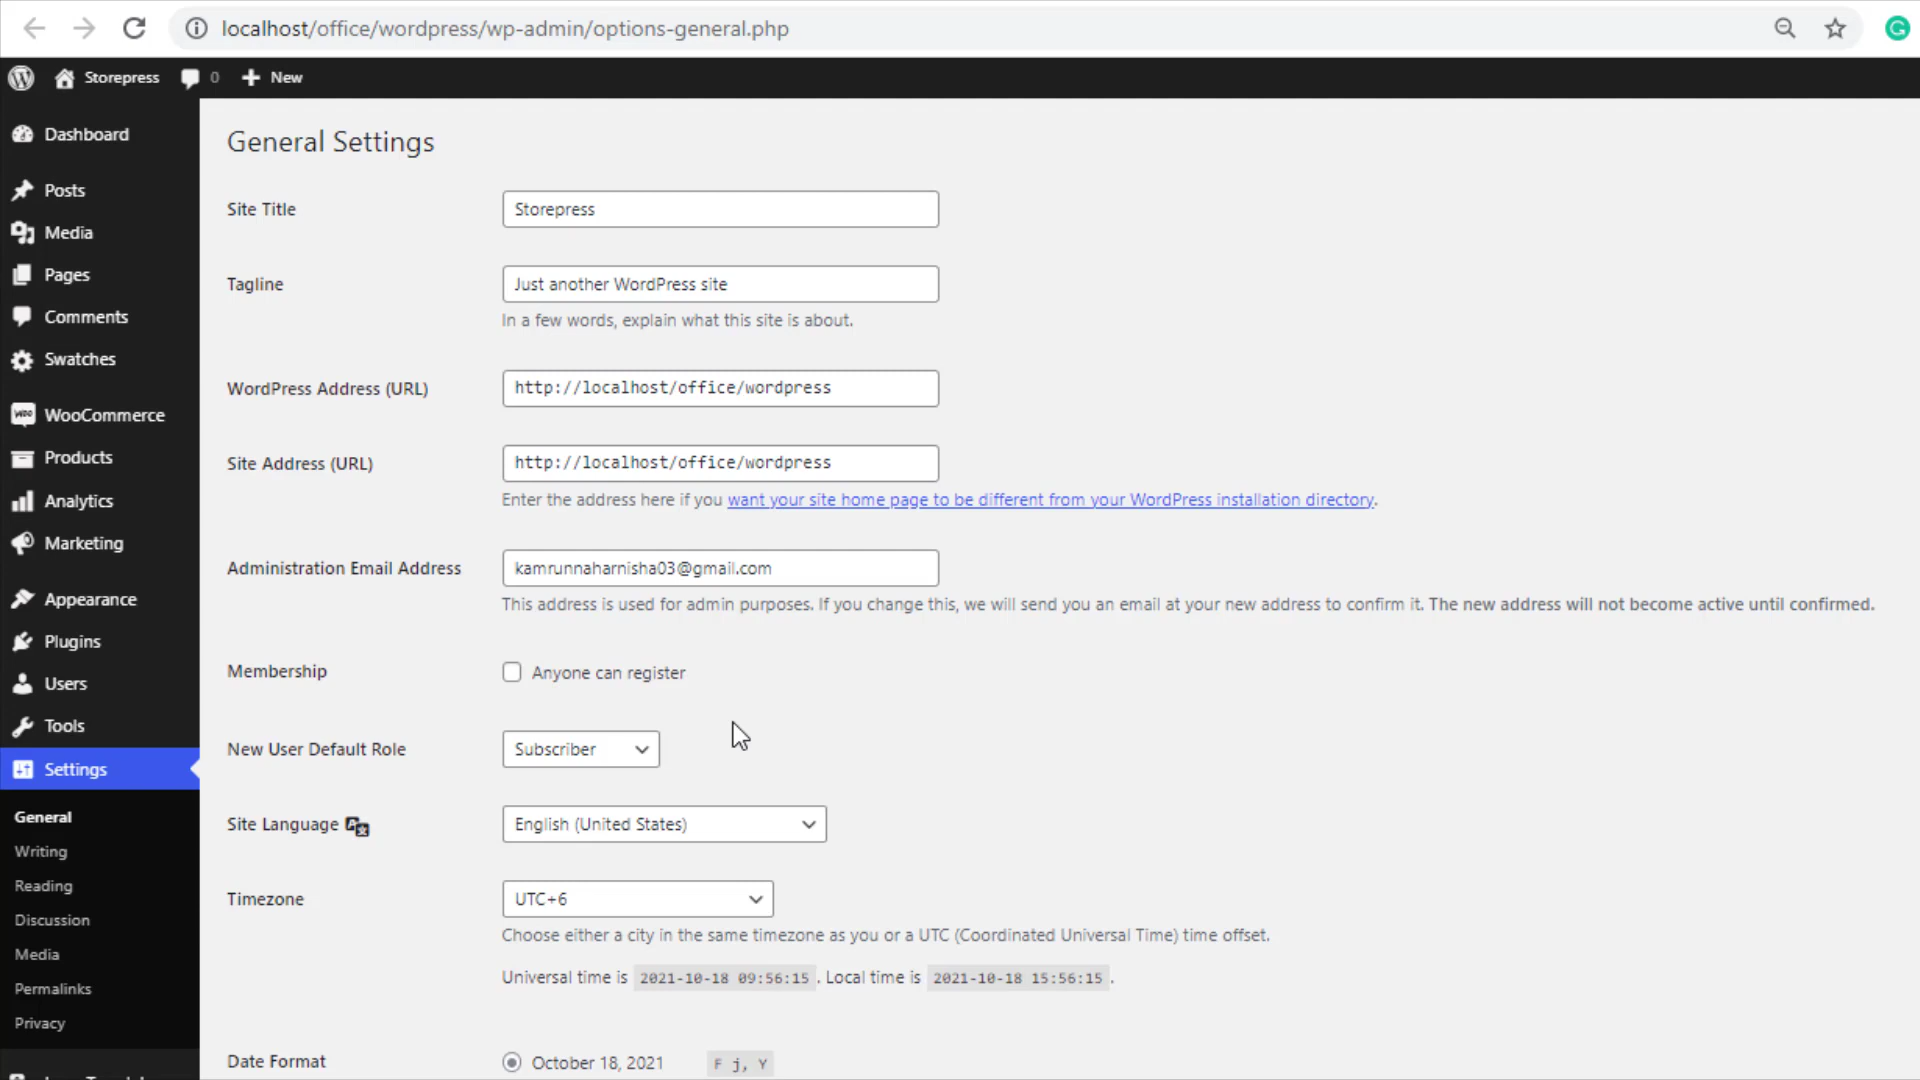 localhost/office/wordpress/wp-admin/options-general.php
Storepress 0 New
Dashboard
Posts
Media
Pages
Comments
Swatches
WooCommerce
Products
Analytics
Marketing
Appearance
Plugins
Users
Tools
Settings
General
Writing
Reading
Discussion
Media
Permalinks
Privacy
General Settings
Site Title
Storepress
Tagline
Just another WordPress site
In a few words, explain what this site is about.
WordPress Address (URL)
http://localhost/office/wordpress
Site Address (URL)
http://localhost/office/wordpress
Enter the address here if you want your site home page to be different from your WordPress installation directory.
Administration Email Address
kamrunnaharnisha03@gmail.com
This address is used for admin purposes. If you change this, we will send you an email at your new address to confirm it. The new address will not become active until confirmed.
Membership
Anyone can register
New User Default Role
Subscriber
Site Language
English (United States)
Timezone
UTC+6
Choose either a city in the same timezone as you or a UTC (Coordinated Universal Time) time offset.
Universal time is 2021-10-18 09:56:15 . Local time is 2021-10-18 15:56:15 .
Date Format
October 18, 2021 F j, Y